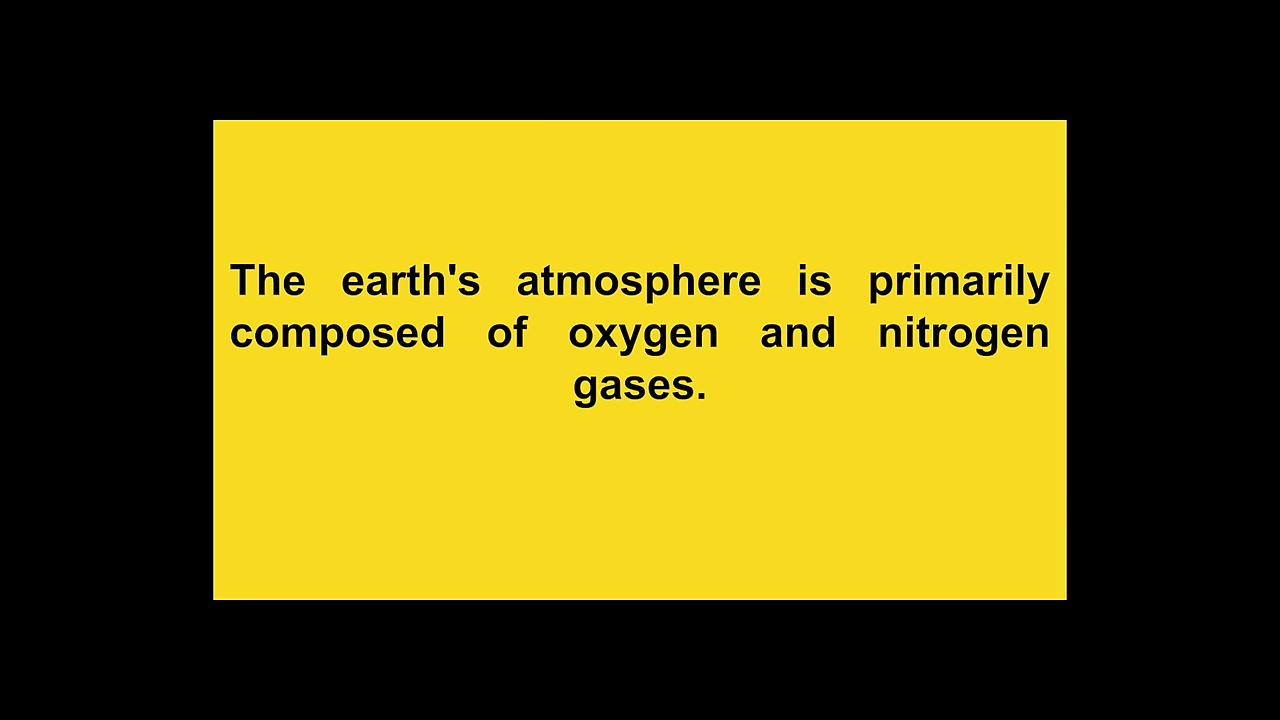 The earth's atmosphere is primarily
composed of oxygen and nitrogen
gases.